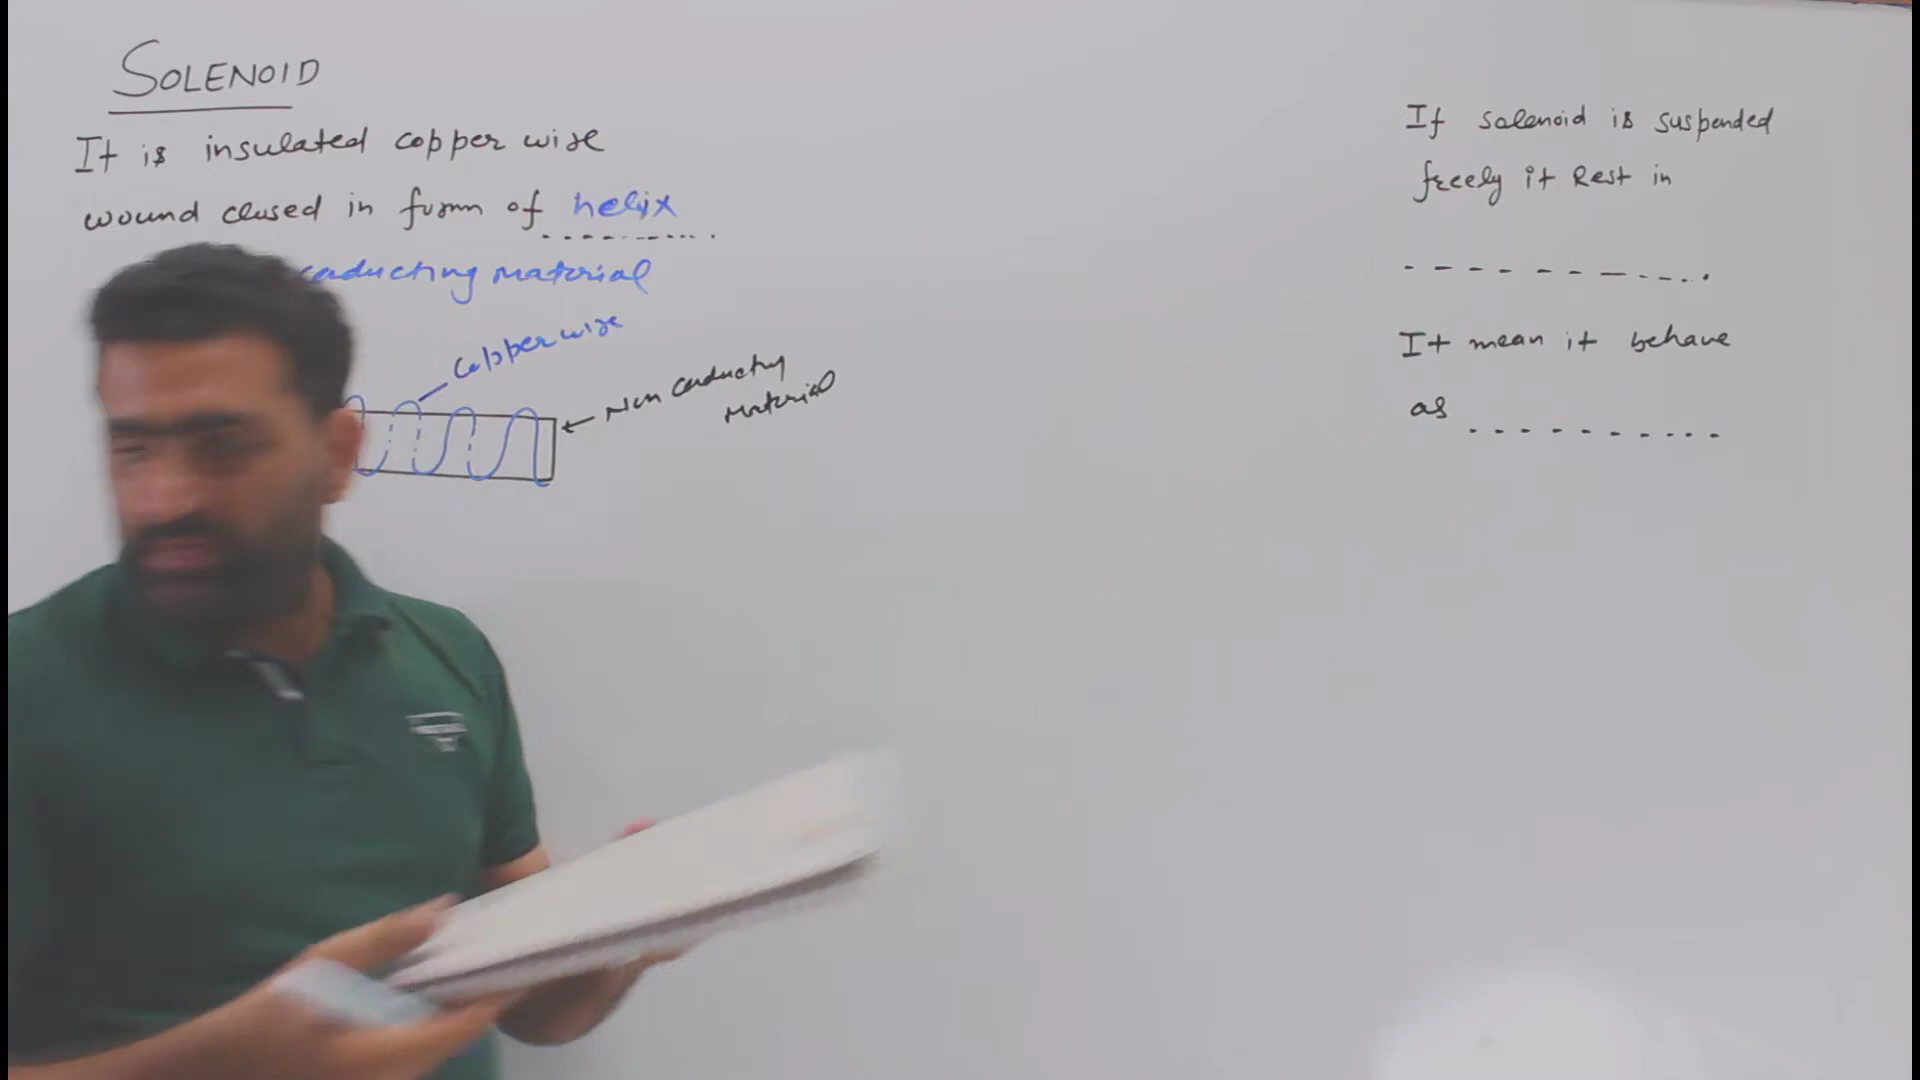 SOLENOID
It is insulated copper wire
wound closed in form of helix
conducting material
Copper wire
Non conducting
Material
If solenoid is suspended
freely it Rest in
It mean it behave
as